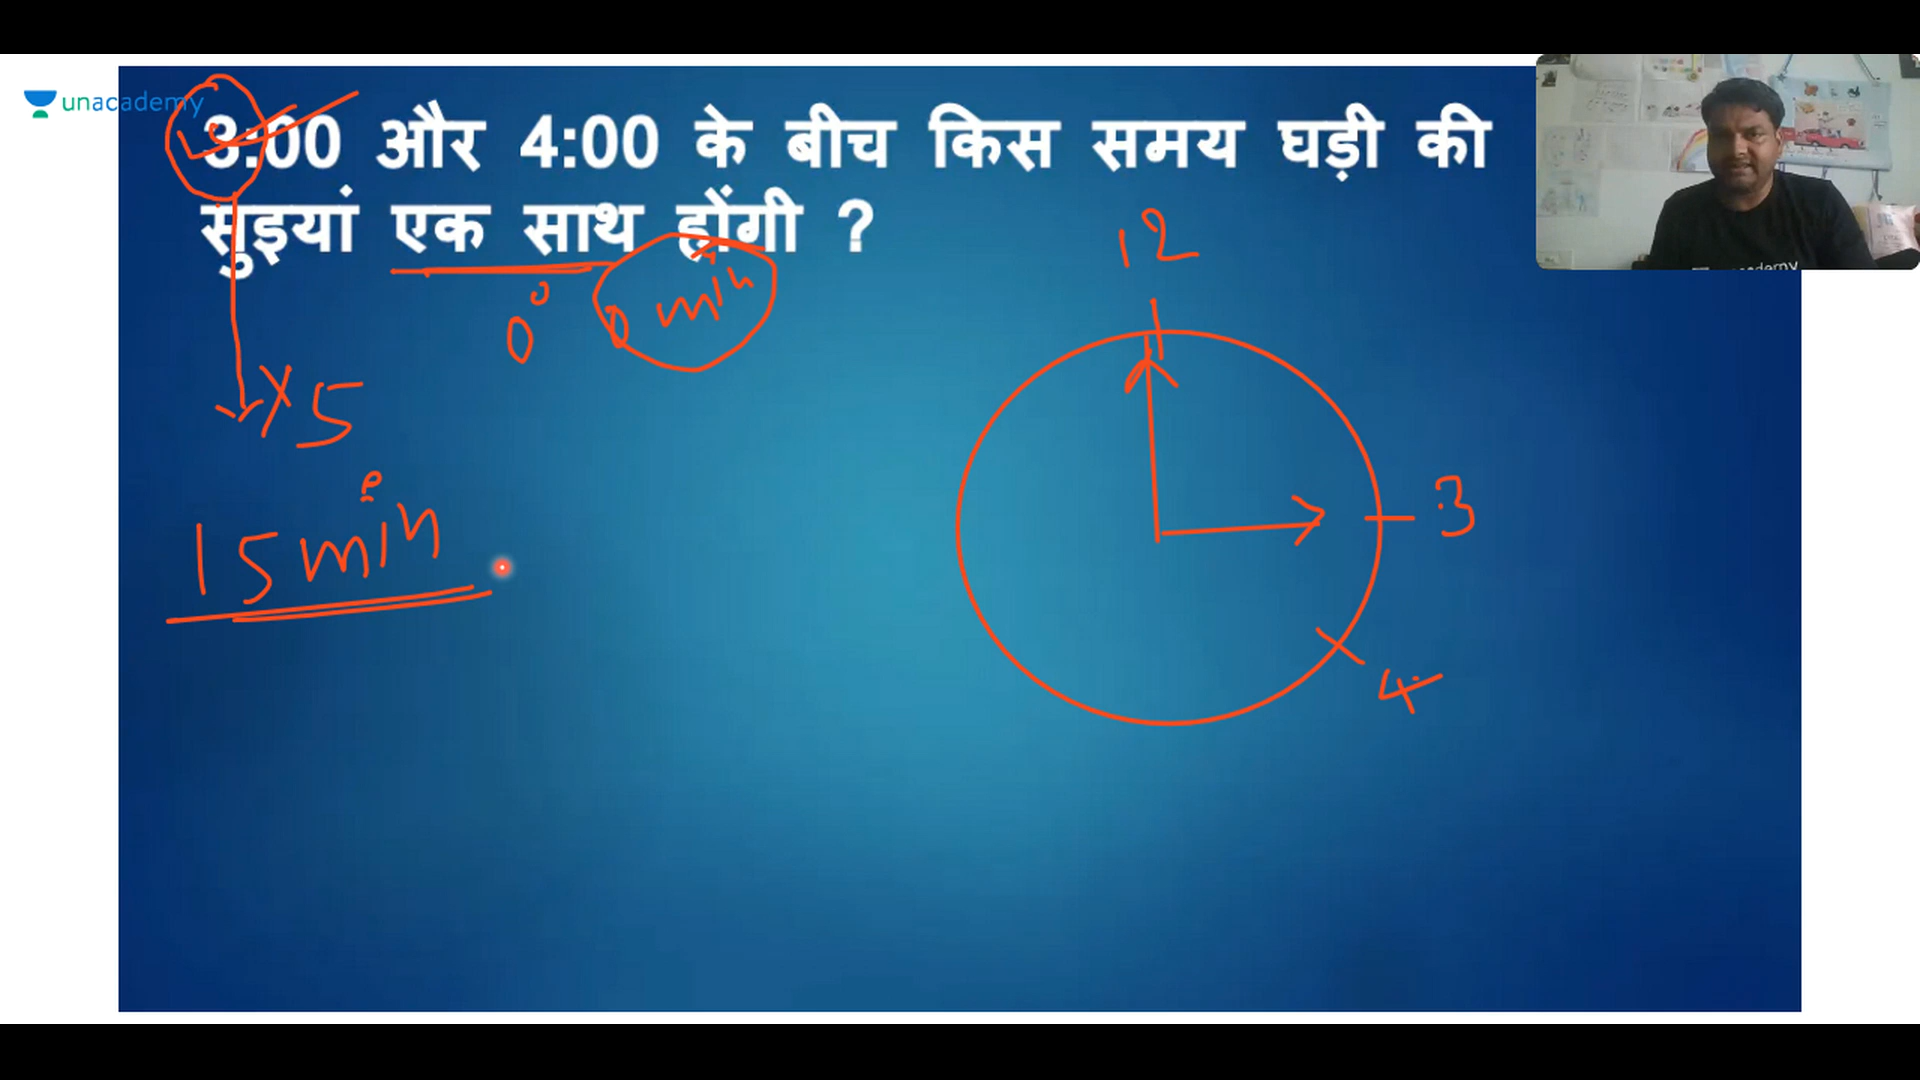 unacademy
3:00 और 4:00 के बीच किस समय घड़ी की
सुइयां एक साथ होंगी ?
0° 0 min
×5
15 min
12
3
4